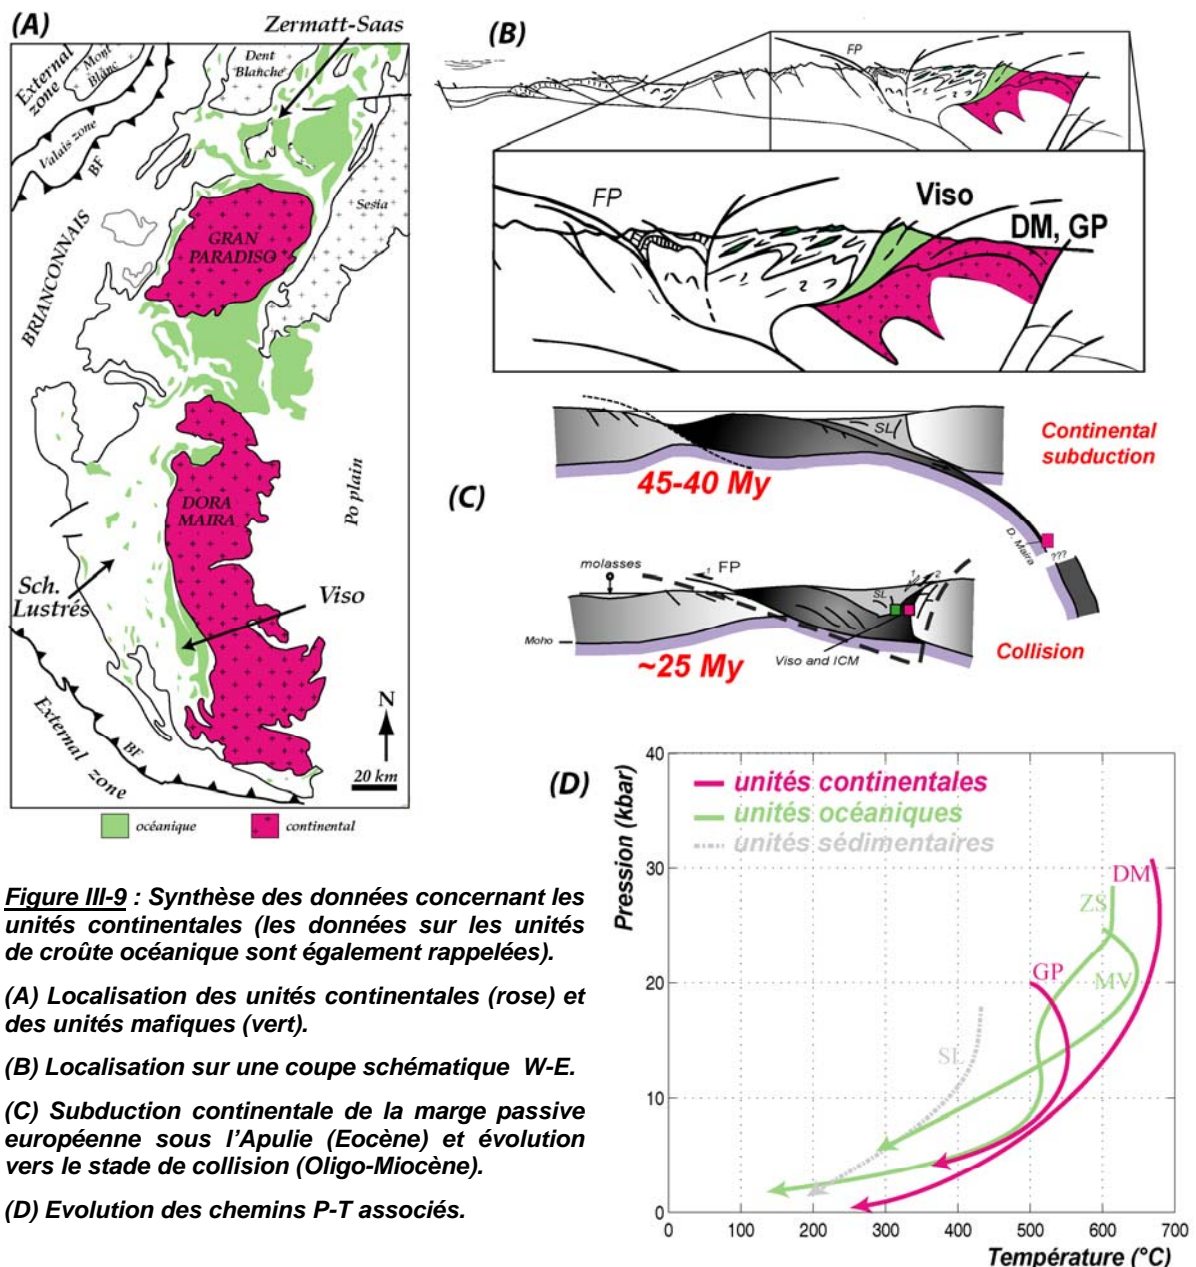 (A)
Zermatt-Saas
External
zone
Mont
Blanc
Dent
Blanche
Valais zone
BF
BRIANCONNAIS
Sesia
GRAN
PARADISO
DORA
MAIRA
Po plain
Sch.
Lustrés
Viso
External zone
BF
N
20 km
océanique
continental
(B)
FP
FP
Viso
DM, GP
(C)
SL
45-40 My
Continental
subduction
D. Maira
???
molasses
1
FP
1
2
SL
Moho
~25 My
Viso and ICM
Collision
(D)
Pression (kbar)
40
30
20
10
0
unités continentales
unités océaniques
unités sédimentaires
DM
ZS
GP
MV
SL
0 100 200 300 400 500 600 700
Température (°C)
Figure III-9 : Synthèse des données concernant les
unités continentales (les données sur les unités
de croûte océanique sont également rappelées).
(A) Localisation des unités continentales (rose) et
des unités mafiques (vert).
(B) Localisation sur une coupe schématique W-E.
(C) Subduction continentale de la marge passive
européenne sous l'Apulie (Eocène) et évolution
vers le stade de collision (Oligo-Miocène).
(D) Evolution des chemins P-T associés.